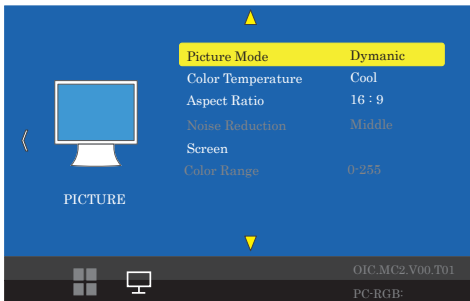 Picture Mode Dymanic
Color Temperature Cool
Aspect Ratio 16 : 9
Noise Reduction Middle
Screen
Color Range 0-255
PICTURE
OIC.MC2.V00.T01
PC-RGB: